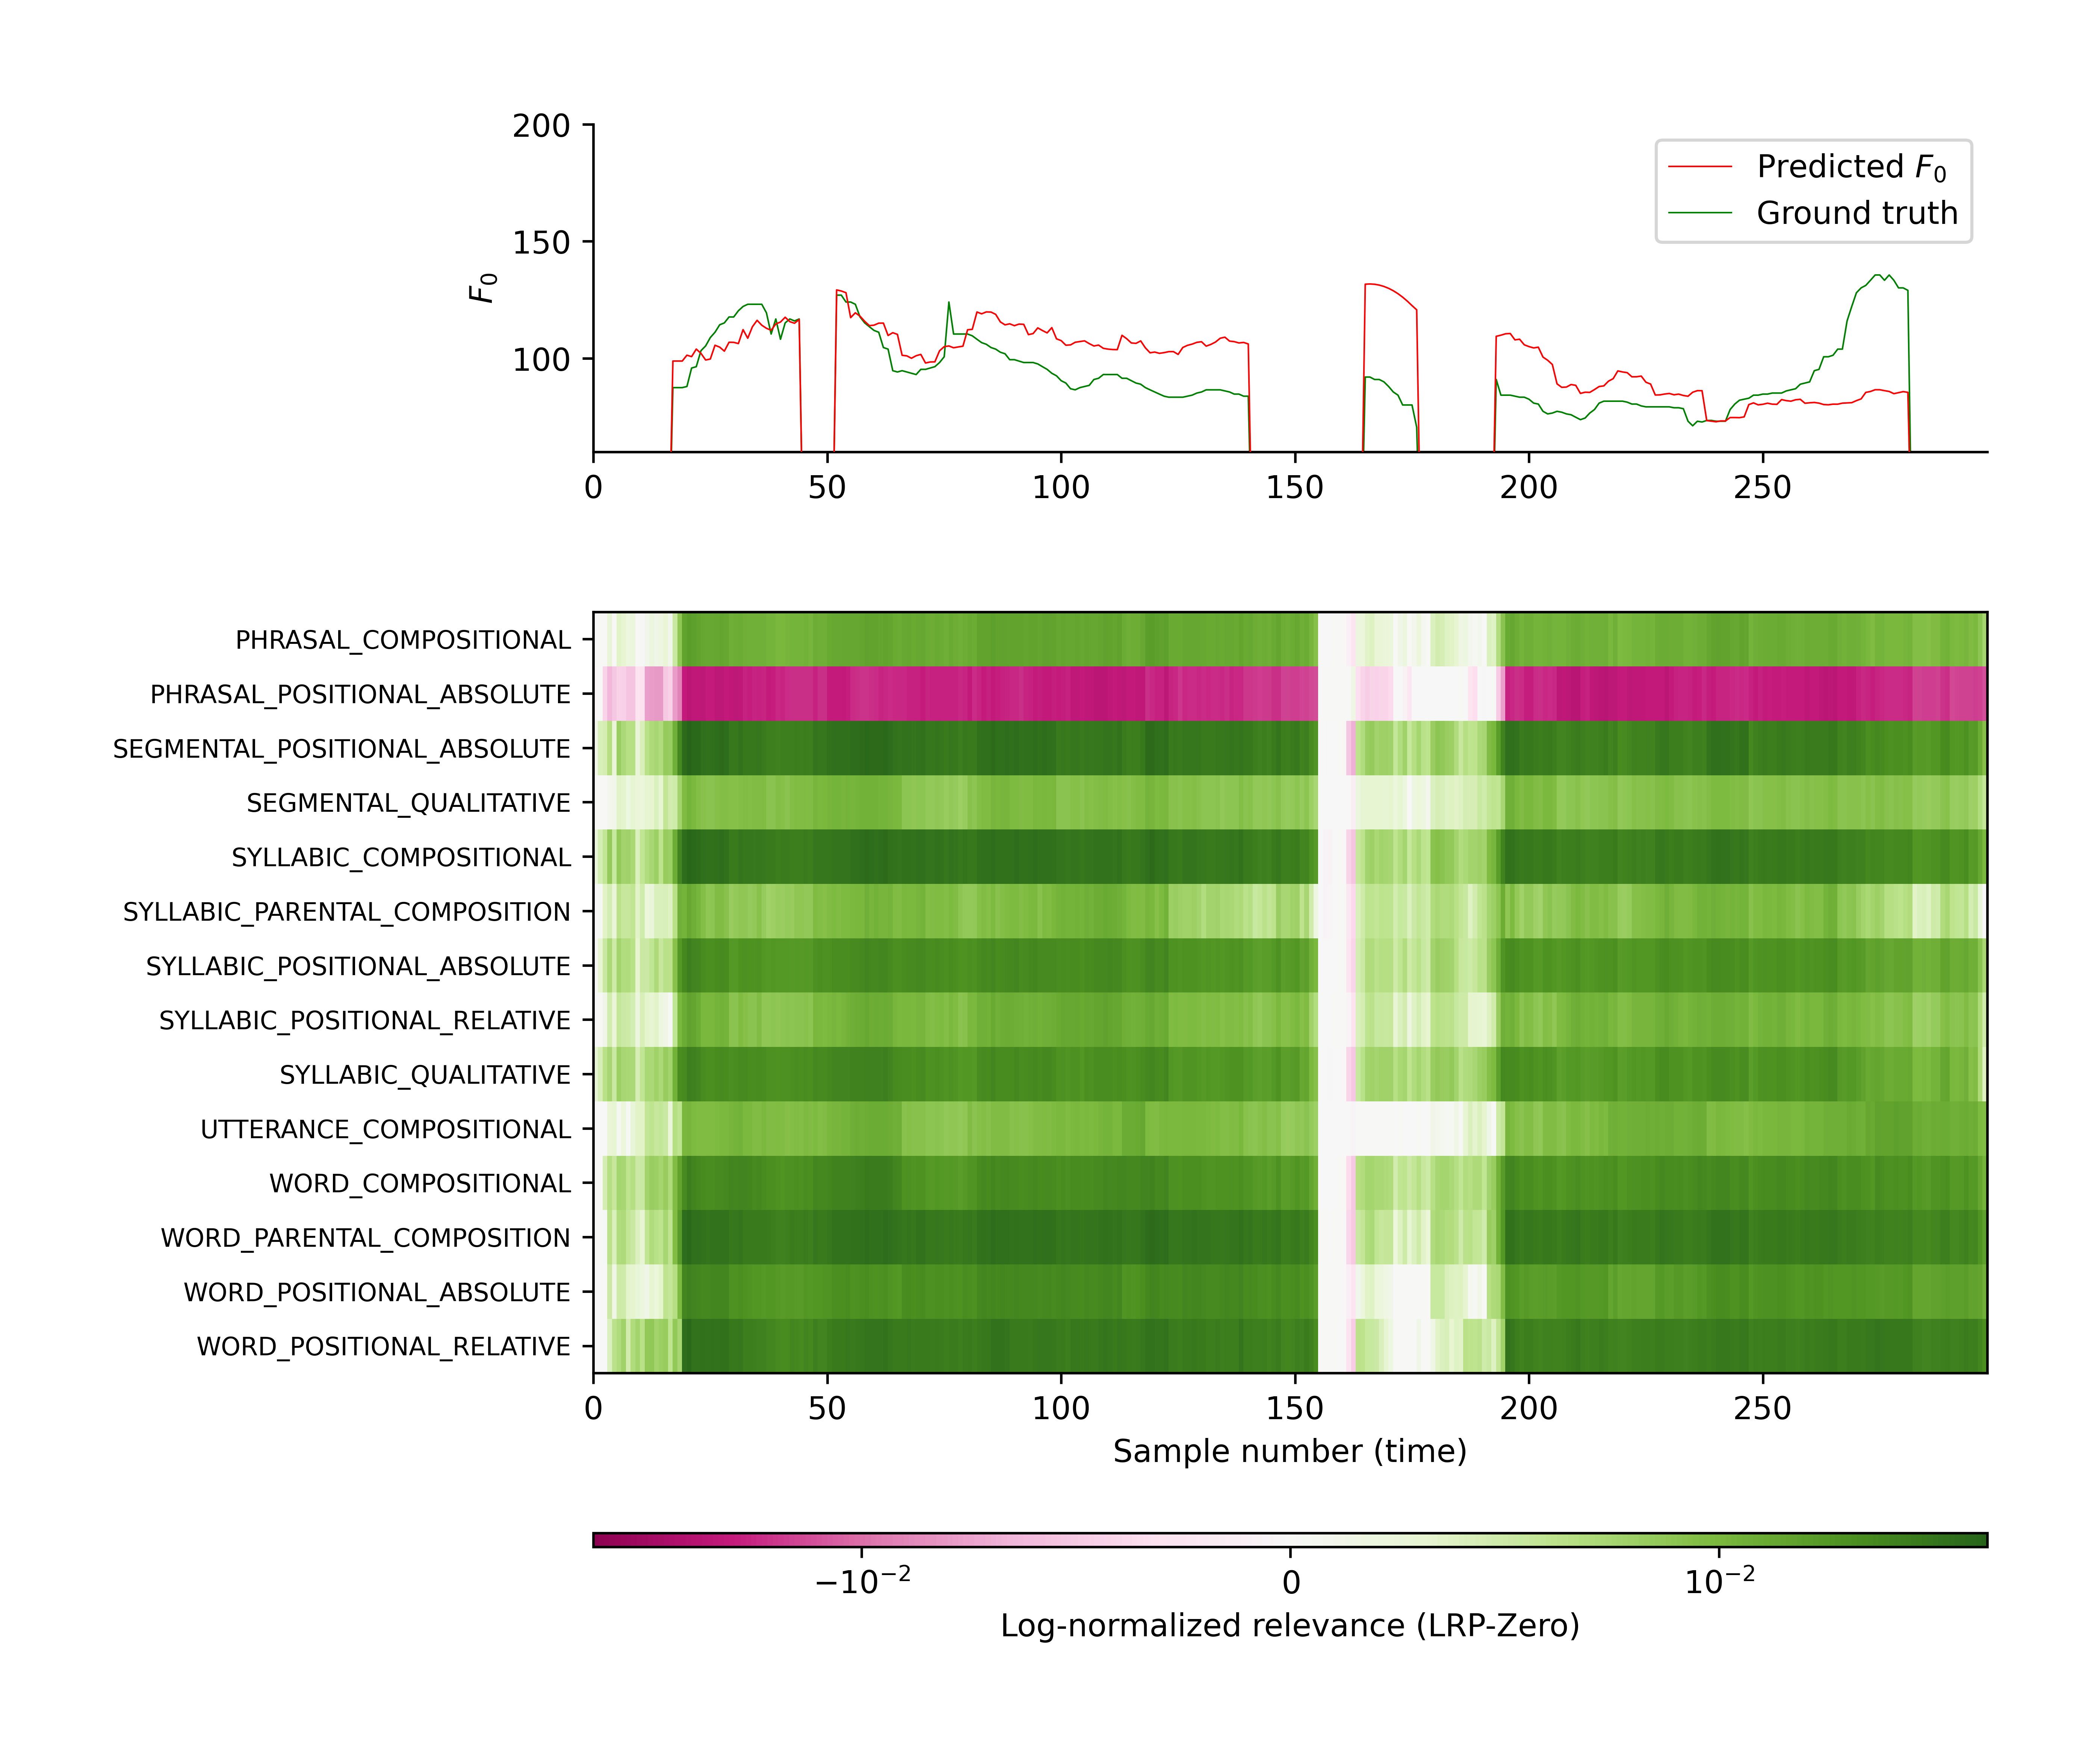 200
150
100
F0
Predicted F0
Ground truth
0 50 100 150 200 250
PHRASAL_COMPOSITIONAL
PHRASAL_POSITIONAL_ABSOLUTE
SEGMENTAL_POSITIONAL_ABSOLUTE
SEGMENTAL_QUALITATIVE
SYLLABIC_COMPOSITIONAL
SYLLABIC_PARENTAL_COMPOSITION
SYLLABIC_POSITIONAL_ABSOLUTE
SYLLABIC_POSITIONAL_RELATIVE
SYLLABIC_QUALITATIVE
UTTERANCE_COMPOSITIONAL
WORD_COMPOSITIONAL
WORD_PARENTAL_COMPOSITION
WORD_POSITIONAL_ABSOLUTE
WORD_POSITIONAL_RELATIVE
0 50 100 150 200 250
Sample number (time)
−10⁻² 0 10⁻²
Log-normalized relevance (LRP-Zero)